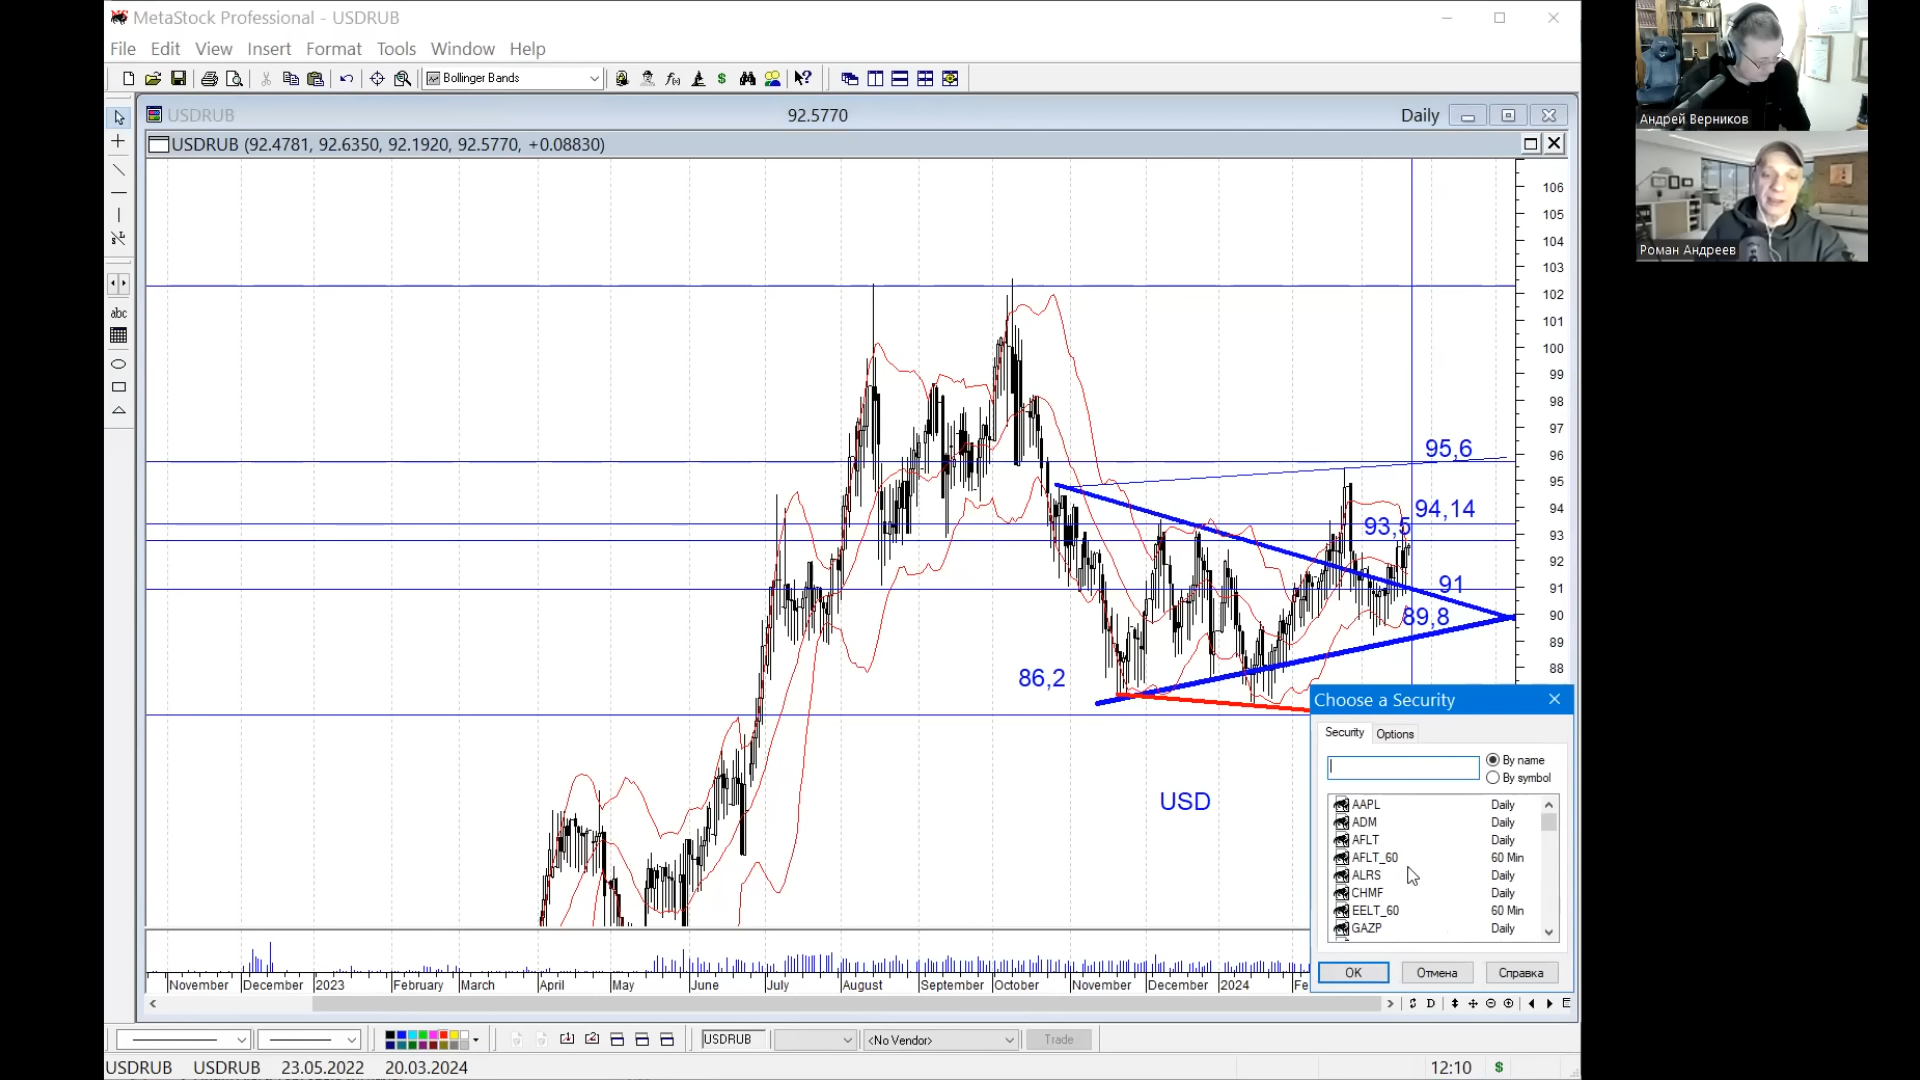 MetaStock Professional - USDRUB
File Edit View Insert Format Tools Window Help
Bollinger Bands
USDRUB 92.5770 Daily
USDRUB (92.4781, 92.6350, 92.1920, 92.5770, +0.08830)
abc
106
105
104
103
102
101
100
99
98
97
96
95
94
93
92
91
90
89
88
95,6
94,14
93,5
91
89,8
86,2
USD
Choose a Security
Security Options
By name
By symbol
AAPL Daily
ADM Daily
AFLT Daily
AFLT_60 60 Min
ALRS Daily
CHMF Daily
EELT_60 60 Min
GAZP Daily
OK Отмена Справка
November December 2023 February March April May June July August September October November December 2024 Fe
D
USDRUB <No Vendor> Trade
USDRUB USDRUB 23.05.2022 20.03.2024 12:10
Андрей Верников
Роман Андреев